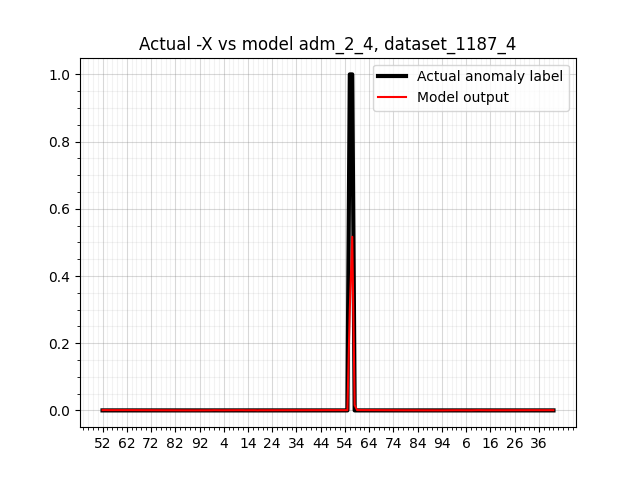 Actual -X vs model adm_2_4, dataset_1187_4
Actual anomaly label
Model output
1.0
0.8
0.6
0.4
0.2
0.0
52 62 72 82 92 4 14 24 34 44 54 64 74 84 94 6 16 26 36